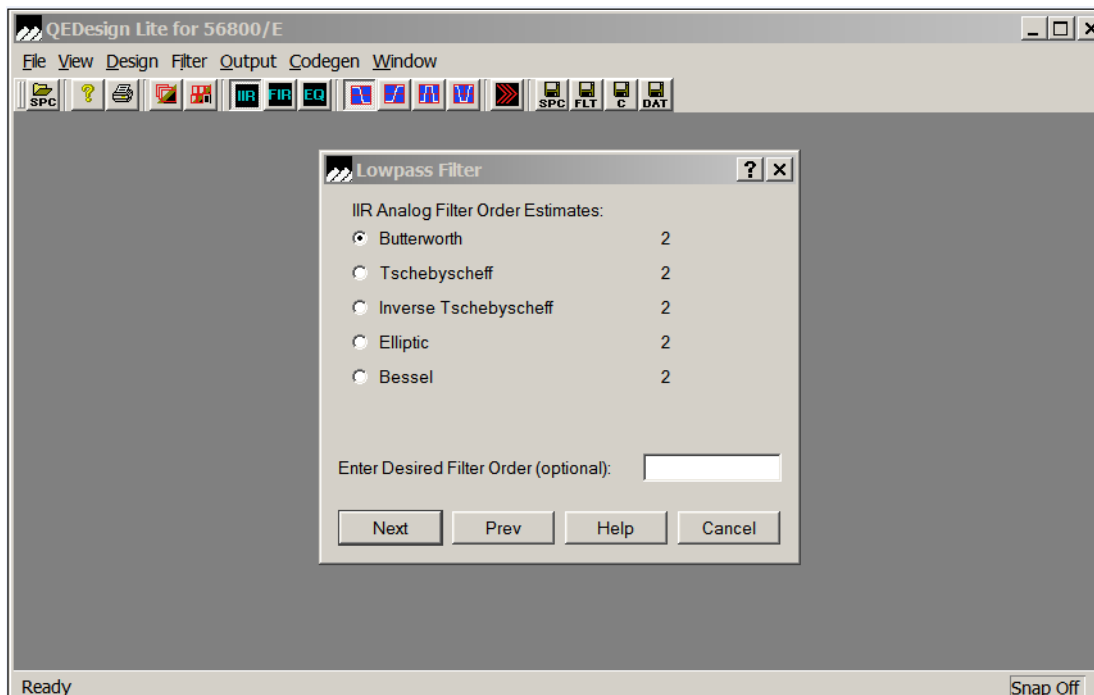 QEDesign Lite for 56800/E
File View Design Filter Output Codegen Window
SPC ? IIR FIR EQ SPC FLT C DAT
Lowpass Filter ?
IIR Analog Filter Order Estimates:
Butterworth 2
Tschebyscheff 2
Inverse Tschebyscheff 2
Elliptic 2
Bessel 2
Enter Desired Filter Order (optional):
Next Prev Help Cancel
Ready Snap Off